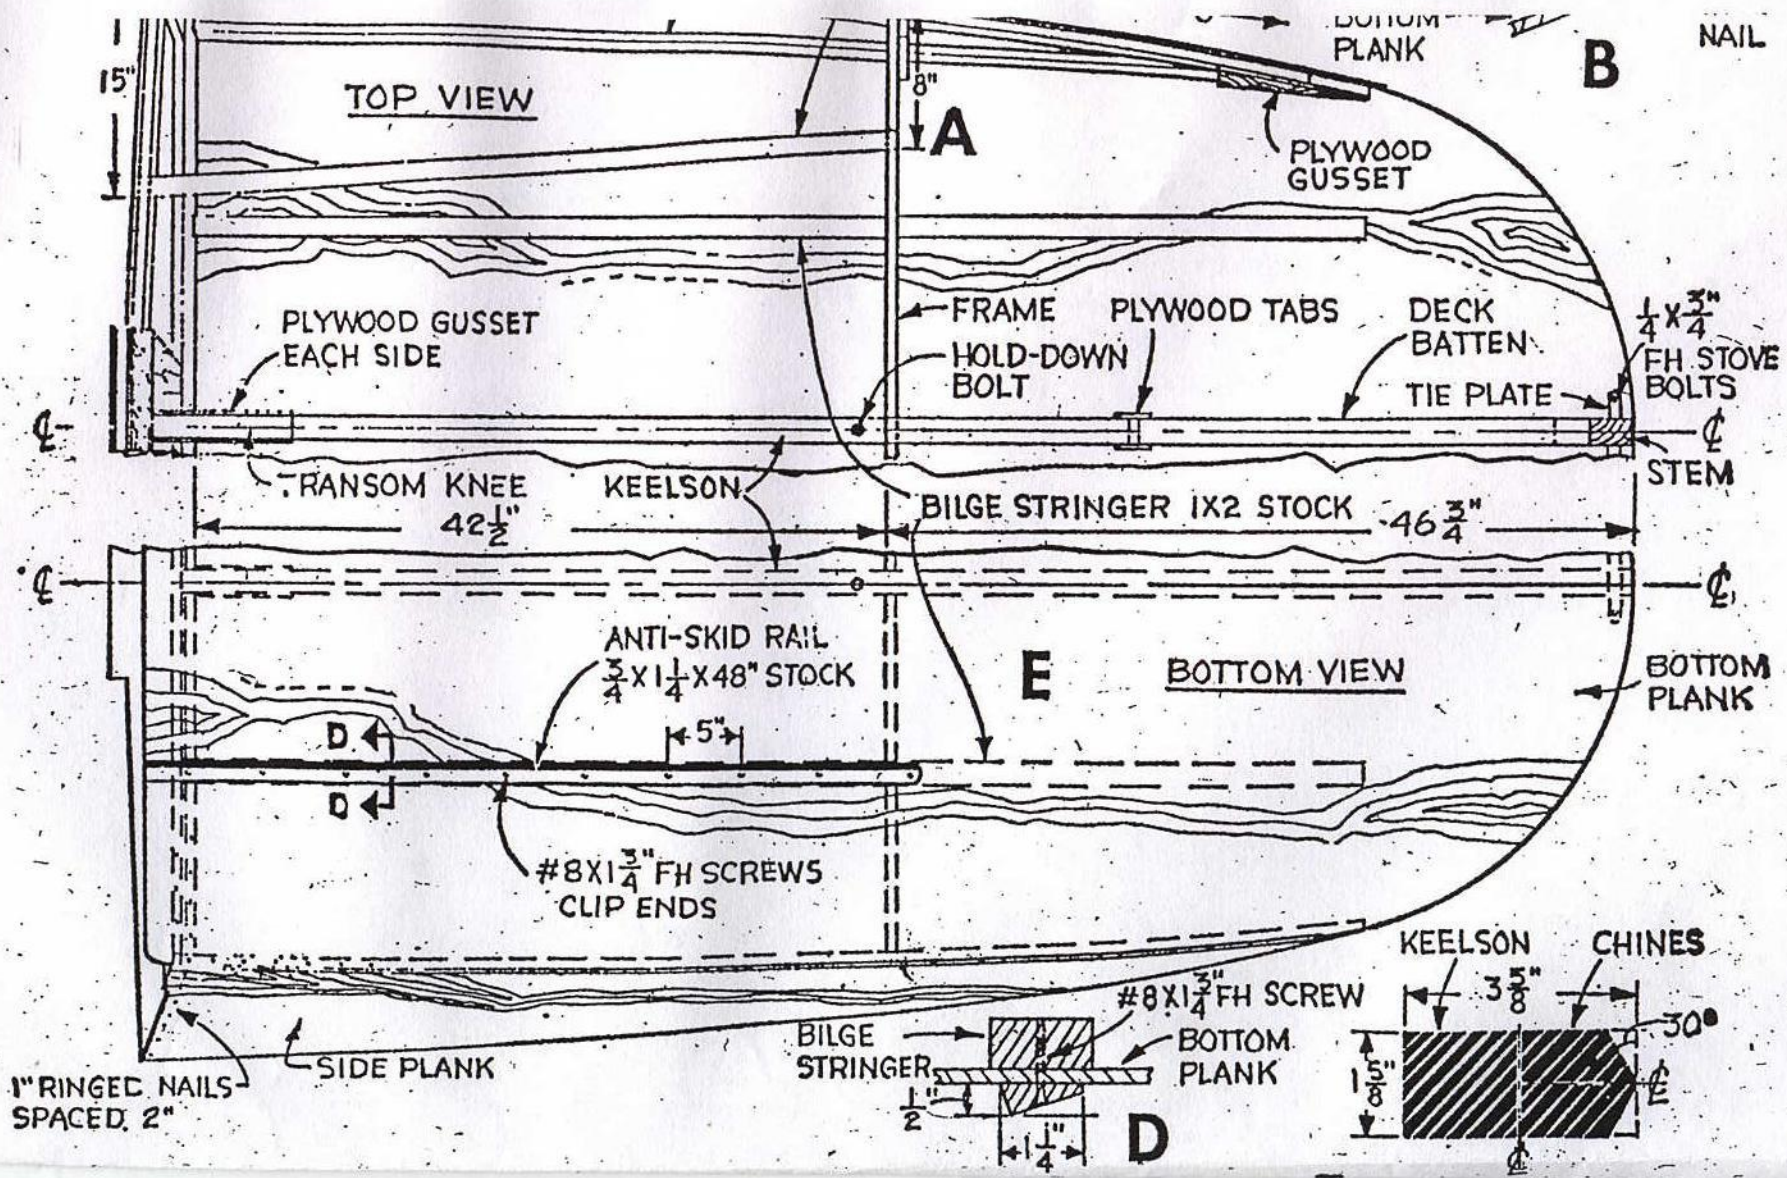 BOTTOM
PLANK
B
NAIL
15"
TOP VIEW
8"
A
PLYWOOD
GUSSET
PLYWOOD GUSSET
EACH SIDE
FRAME
PLYWOOD TABS
DECK
BATTEN
1/4 X 3/4"
FH STOVE
BOLTS
HOLD-DOWN
BOLT
TIE PLATE
℄
℄
TRANSOM KNEE
KEELSON
STEM
42 1/2"
BILGE STRINGER 1X2 STOCK
46 3/4"
℄
℄
ANTI-SKID RAIL
3/4 X 1 1/4 X 48" STOCK
E
BOTTOM VIEW
BOTTOM
PLANK
D
5"
D
#8X1 3/4" FH SCREWS
CLIP ENDS
KEELSON
CHINES
3 5/8"
30°
#8X1 3/4" FH SCREW
BILGE
STRINGER
BOTTOM
PLANK
1 5/8"
℄
SIDE PLANK
1" RINGED NAILS
SPACED 2"
1/2"
1 1/4"
D
℄